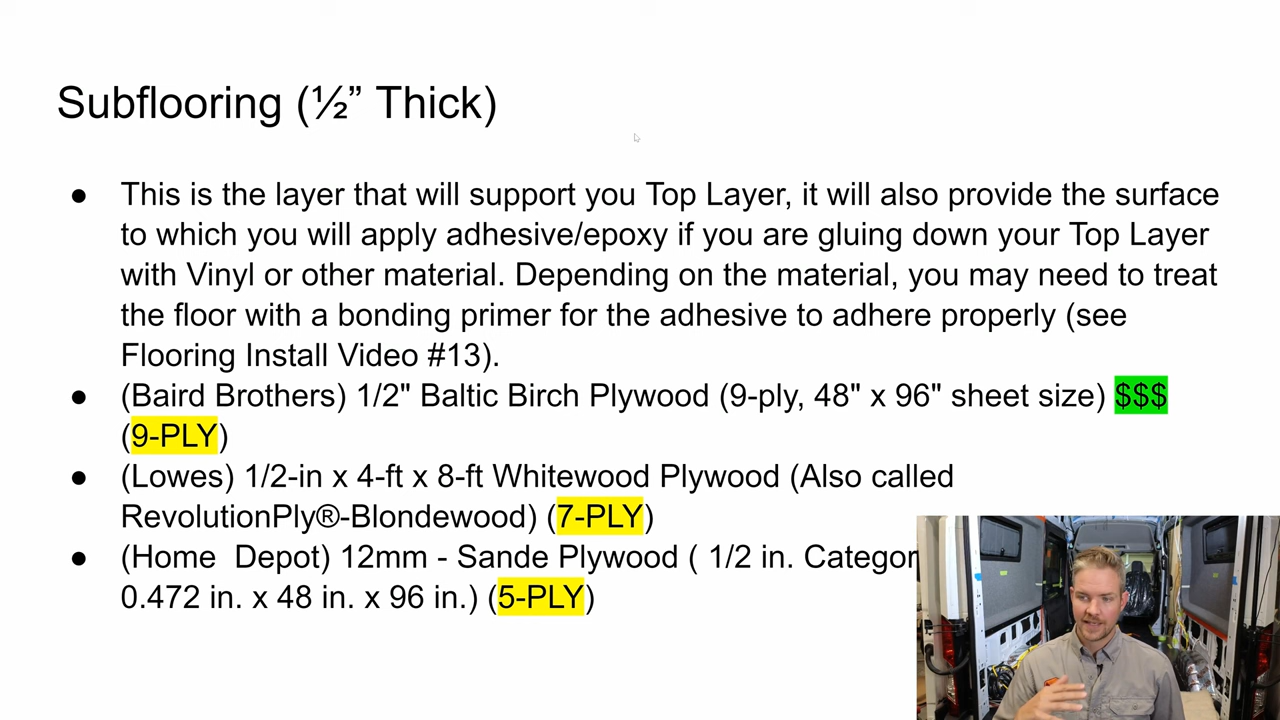 Subflooring (½” Thick)
● This is the layer that will support you Top Layer, it will also provide the surface
to which you will apply adhesive/epoxy if you are gluing down your Top Layer
with Vinyl or other material. Depending on the material, you may need to treat
the floor with a bonding primer for the adhesive to adhere properly (see
Flooring Install Video #13).
● (Baird Brothers) 1/2" Baltic Birch Plywood (9-ply, 48" x 96" sheet size) $$$
(9-PLY)
● (Lowes) 1/2-in x 4-ft x 8-ft Whitewood Plywood (Also called
RevolutionPly®-Blondewood) (7-PLY)
● (Home  Depot) 12mm - Sande Plywood ( 1/2 in. Categor
0.472 in. x 48 in. x 96 in.) (5-PLY)